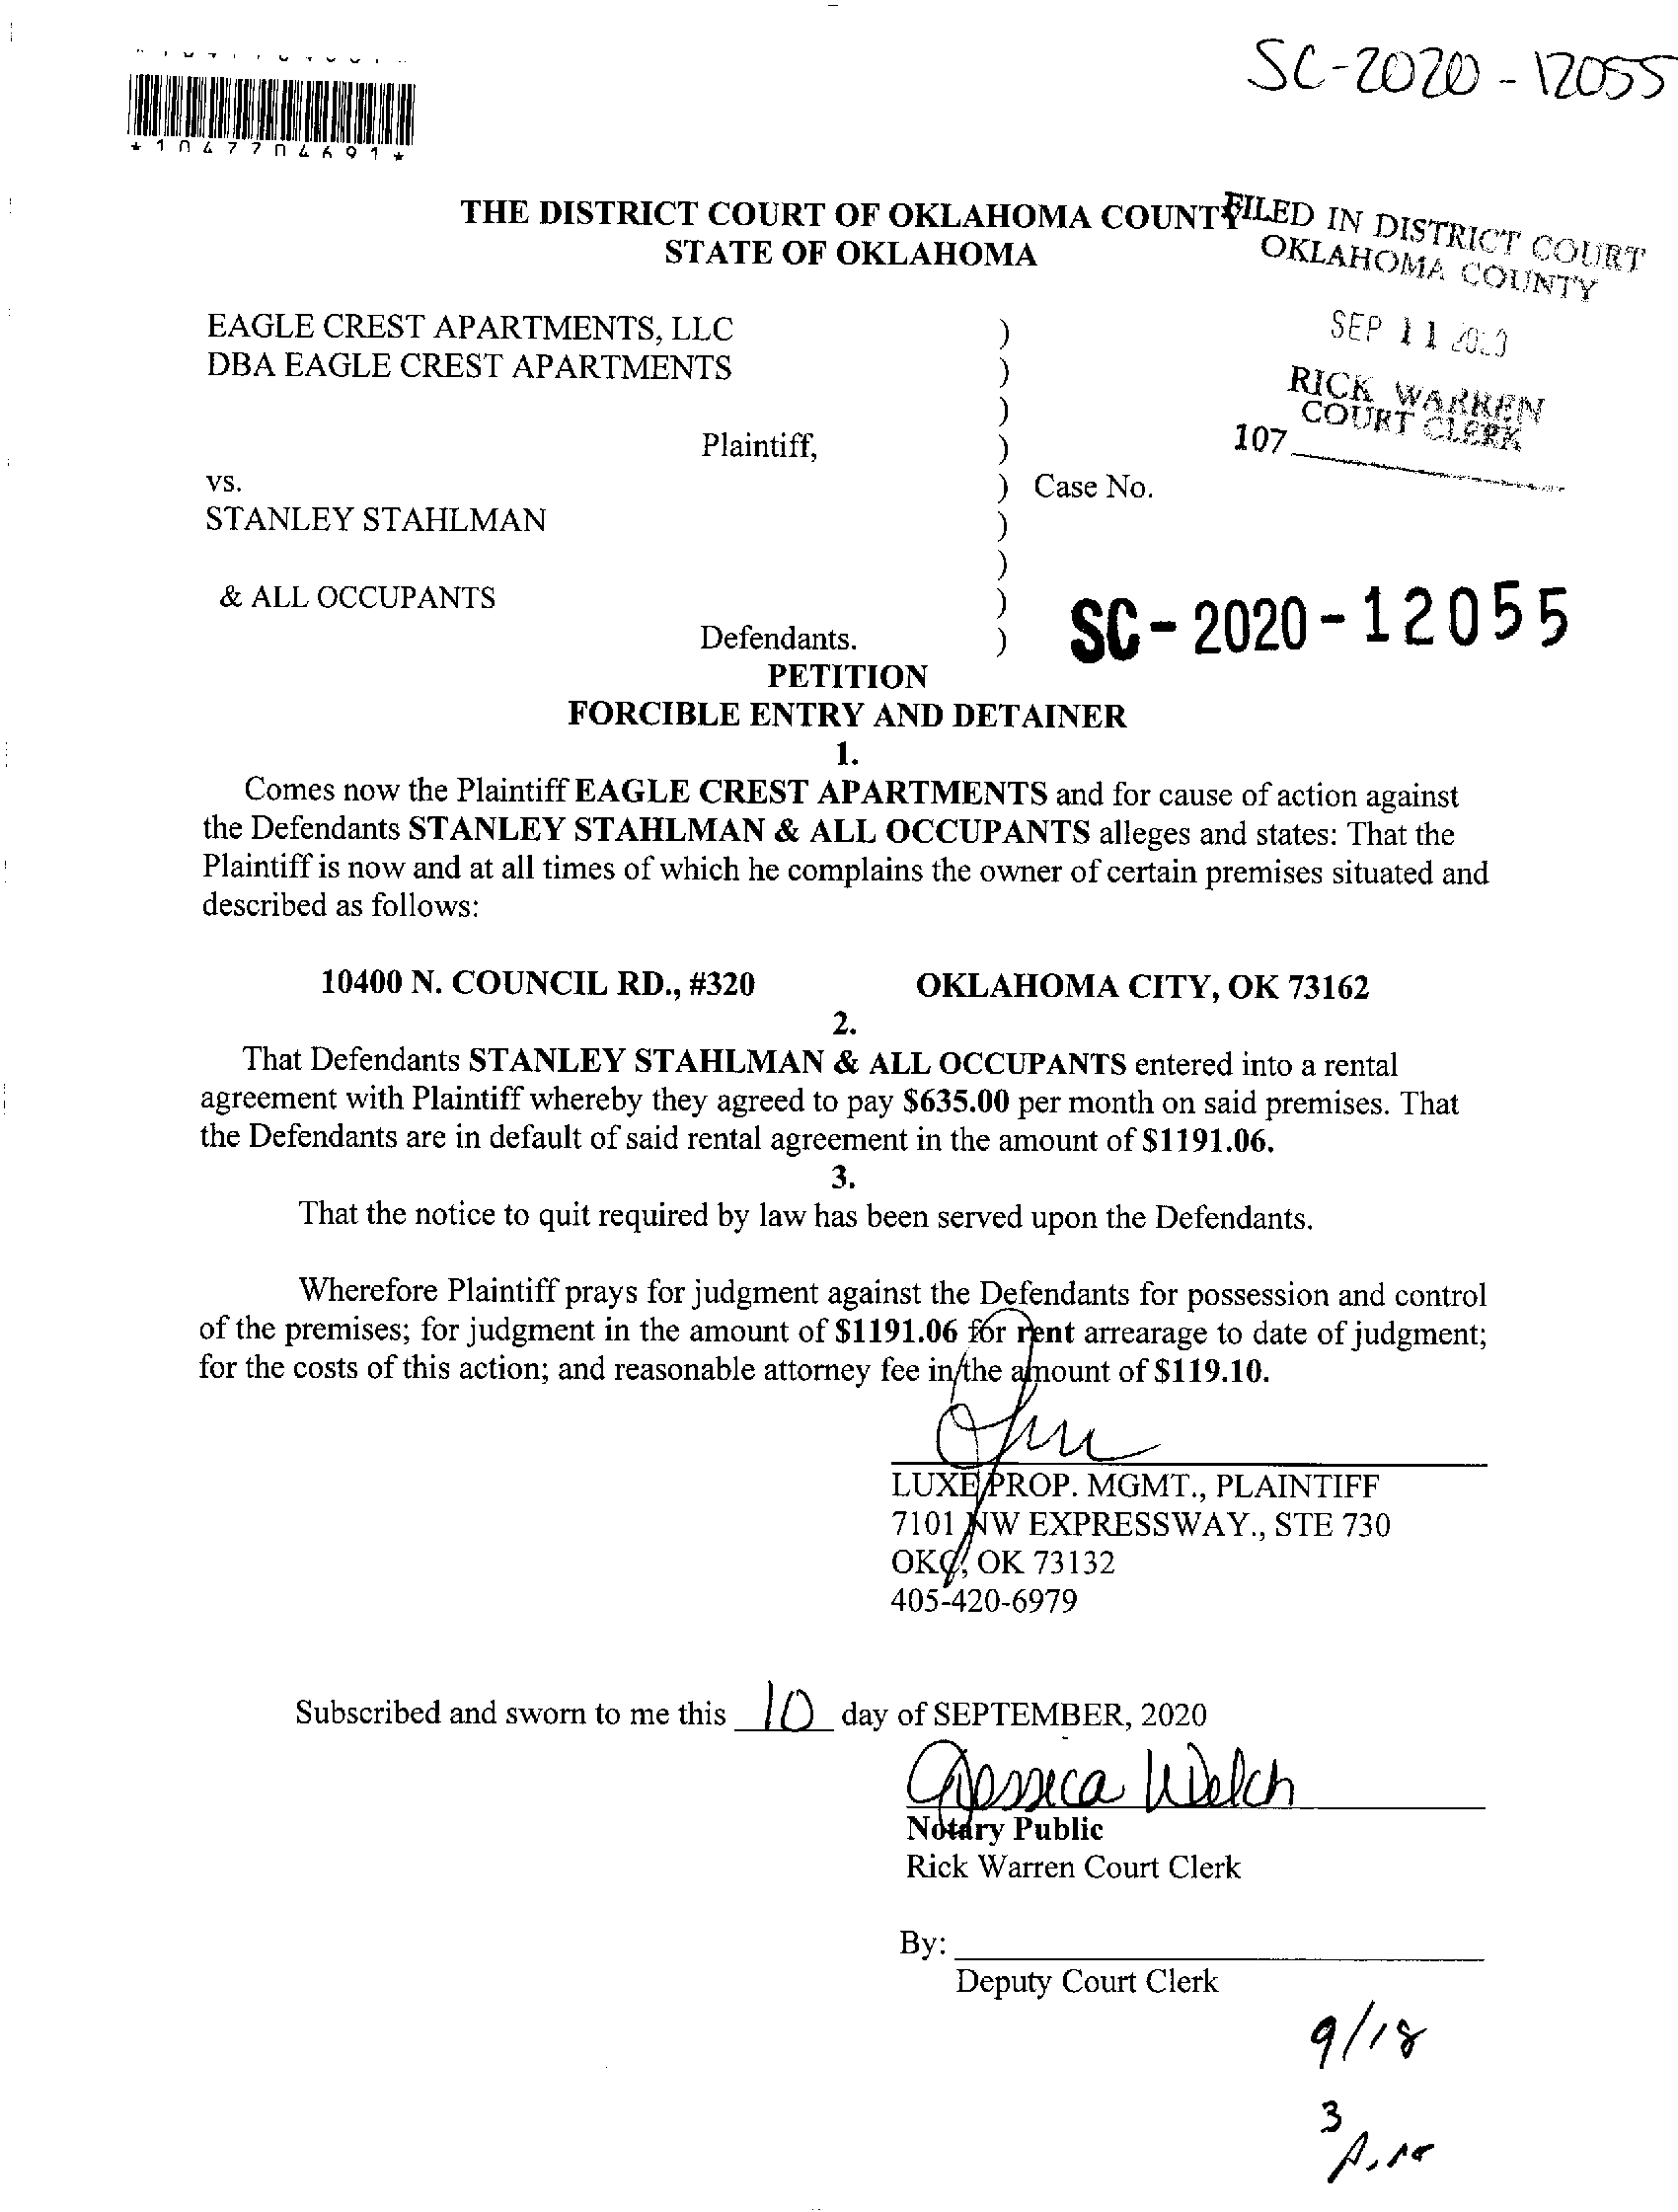 SC-2020-12055
*1047704691*
THE DISTRICT COURT OF OKLAHOMA COUNTY
STATE OF OKLAHOMA
FILED IN DISTRICT COURT
OKLAHOMA COUNTY
SEP 11
RICK WARREN
COURT CLERK
107
EAGLE CREST APARTMENTS, LLC )
DBA EAGLE CREST APARTMENTS )
)
Plaintiff, )
vs. ) Case No.
STANLEY STAHLMAN )
)
& ALL OCCUPANTS )
SC-2020-12055
Defendants. )
PETITION
FORCIBLE ENTRY AND DETAINER
1.
Comes now the Plaintiff EAGLE CREST APARTMENTS and for cause of action against
the Defendants STANLEY STAHLMAN & ALL OCCUPANTS alleges and states: That the
Plaintiff is now and at all times of which he complains the owner of certain premises situated and
described as follows:
10400 N. COUNCIL RD., #320 OKLAHOMA CITY, OK 73162
2.
That Defendants STANLEY STAHLMAN & ALL OCCUPANTS entered into a rental
agreement with Plaintiff whereby they agreed to pay $635.00 per month on said premises. That
the Defendants are in default of said rental agreement in the amount of $1191.06.
3.
That the notice to quit required by law has been served upon the Defendants.
Wherefore Plaintiff prays for judgment against the Defendants for possession and control
of the premises; for judgment in the amount of $1191.06 for rent arrearage to date of judgment;
for the costs of this action; and reasonable attorney fee in the amount of $119.10.
LUXE PROP. MGMT., PLAINTIFF
7101 NW EXPRESSWAY., STE 730
OKC, OK 73132
405-420-6979
Subscribed and sworn to me this 10 day of SEPTEMBER, 2020
Jessica Welch
Notary Public
Rick Warren Court Clerk
By:
Deputy Court Clerk
9/18
3